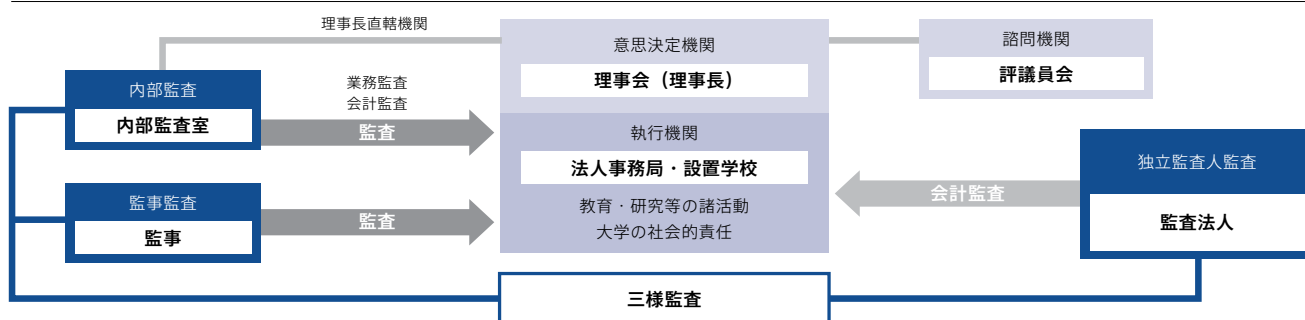 理事長直轄機関
内部監査
内部監査室
業務監査
会計監査
監査
監事監査
監事
監査
意思決定機関
理事会（理事長）
執行機関
法人事務局・設置学校
教育・研究等の諸活動
大学の社会的責任
諮問機関
評議員会
会計監査
独立監査人監査
監査法人
三様監査